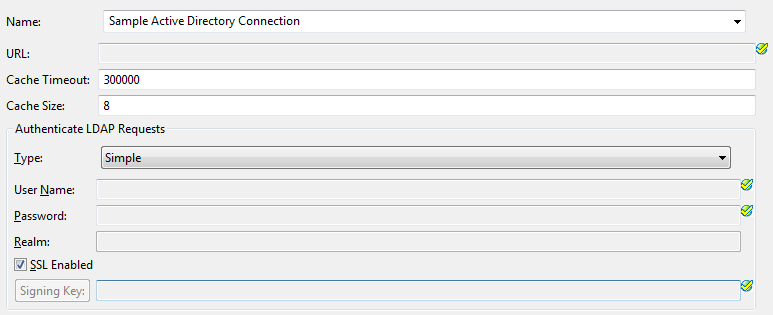 Name: Sample Active Directory Connection
URL:
Cache Timeout: 300000
Cache Size: 8
Authenticate LDAP Requests
Type: Simple
User Name:
Password:
Realm:
SSL Enabled
Signing Key: